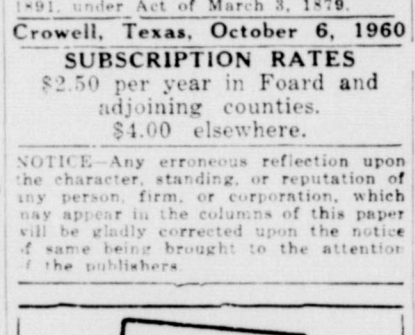 1891, under Act of March 3, 1879.
Crowell, Texas, October 6, 1960
SUBSCRIPTION RATES
$2.50 per year in Foard and
adjoining counties.
$4.00 elsewhere.
NOTICE—Any erroneous reflection upon
the character, standing, or reputation of
any person, firm, or corporation, which
may appear in the columns of this paper
will be gladly corrected upon the notice
of same being brought to the attention
of the publishers.